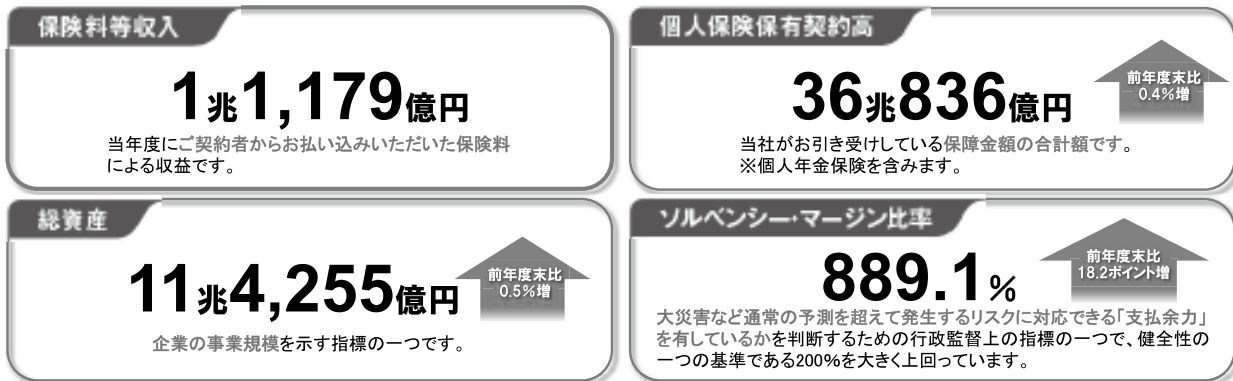 保険料等収入
1兆1,179億円
当年度にご契約者からお払い込みいただいた保険料
による収益です。
個人保険保有契約高
36兆836億円
前年度末比
0.4%増
当社がお引き受けしている保障金額の合計額です。
※個人年金保険を含みます。
総資産
11兆4,255億円
前年度末比
0.5%増
企業の事業規模を示す指標の一つです。
ソルベンシー・マージン比率
889.1%
前年度末比
18.2ポイント増
大災害など通常の予測を超えて発生するリスクに対応できる「支払余力」
を有しているかを判断するための行政監督上の指標の一つで、健全性の
一つの基準である200%を大きく上回っています。